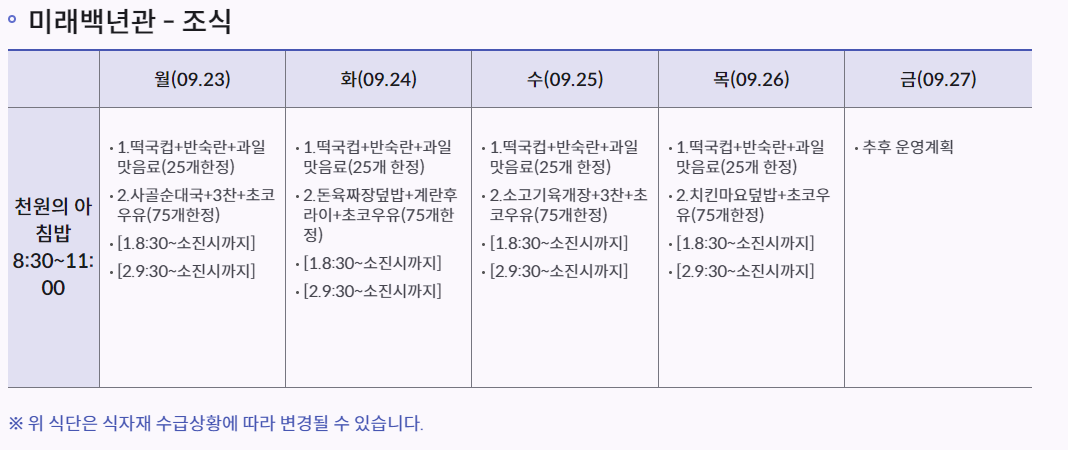 미래백년관 - 조식
월(09.23)
화(09.24)
수(09.25)
목(09.26)
금(09.27)
천원의 아
침밥
8:30~11:
00
· 1.떡국컵+반숙란+과일
맛음료(25개한정)
· 2.사골순대국+3찬+초코
우유(75개한정)
· [1.8:30~소진시까지]
· [2.9:30~소진시까지]
· 1.떡국컵+반숙란+과일
맛음료(25개 한정)
· 2.돈육짜장덮밥+계란후
라이+초코우유(75개한
정)
· [1.8:30~소진시까지]
· [2.9:30~소진시까지]
· 1.떡국컵+반숙란+과일
맛음료(25개 한정)
· 2.소고기육개장+3찬+초
코우유(75개한정)
· [1.8:30~소진시까지]
· [2.9:30~소진시까지]
· 1.떡국컵+반숙란+과일
맛음료(25개 한정)
· 2.치킨마요덮밥+초코우
유(75개한정)
· [1.8:30~소진시까지]
· [2.9:30~소진시까지]
· 추후 운영계획
※ 위 식단은 식자재 수급상황에 따라 변경될 수 있습니다.